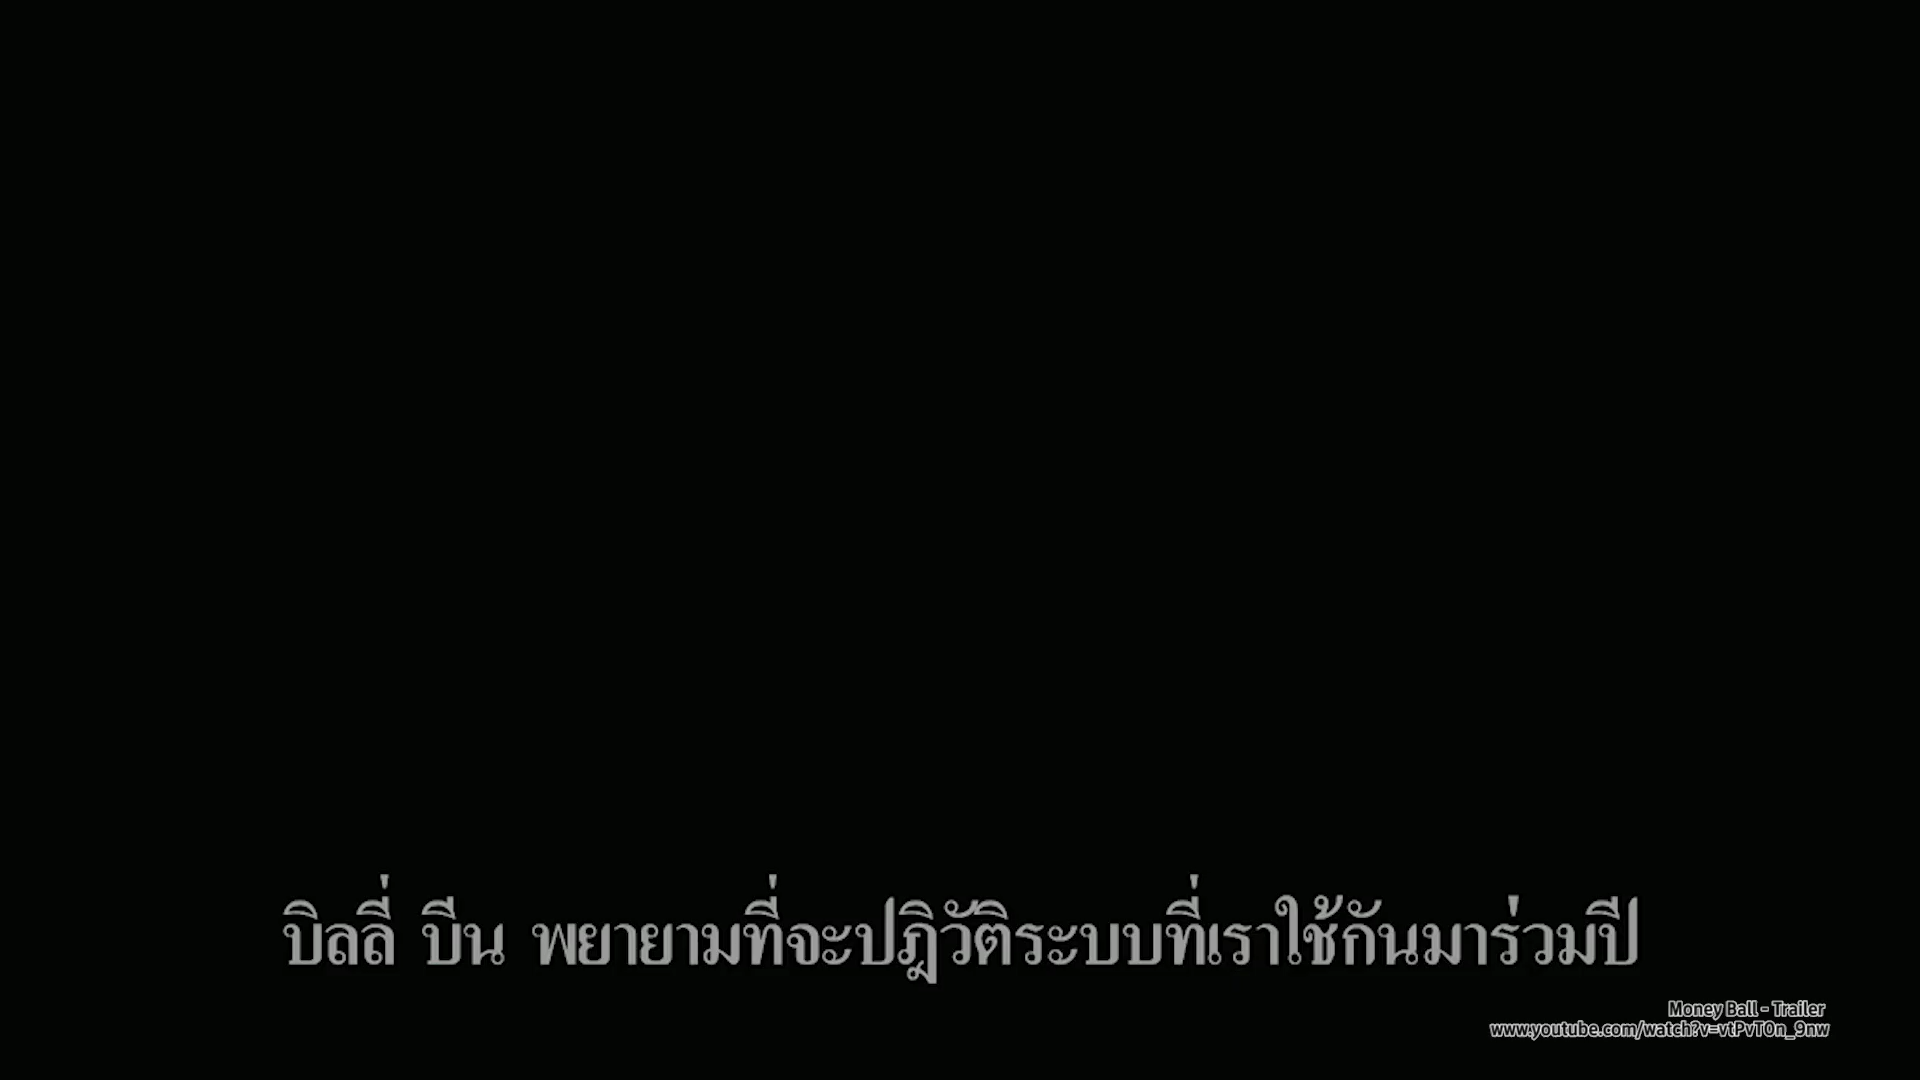 บิลลี่ บีน พยายามที่จะปฎิวัติระบบที่เราใช้กันมาร่วมปี
Money Ball - Trailer
www.youtube.com/watch?v=vtPvT0n_9nw